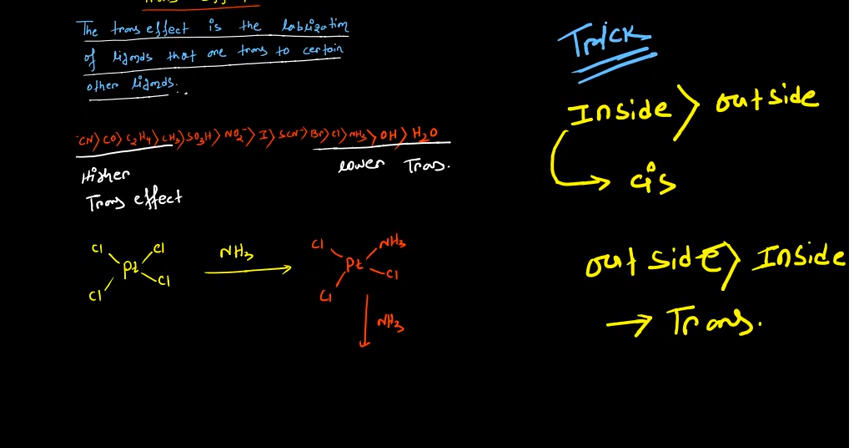 The trans effect is the lablization
of ligands that are trans to certain
other ligands.
-CN> CO> C2H4> CH3> SO3H> NO2-> I> SCN-> Br> Cl> NH3> OH> H2O
Higher
Trans effect
lower Trans.
Cl Cl
Pt
Cl Cl
NH3
Cl NH3
Pt
Cl Cl
NH3
Trick
Inside > outside
cis
outside > Inside
→ Trans.